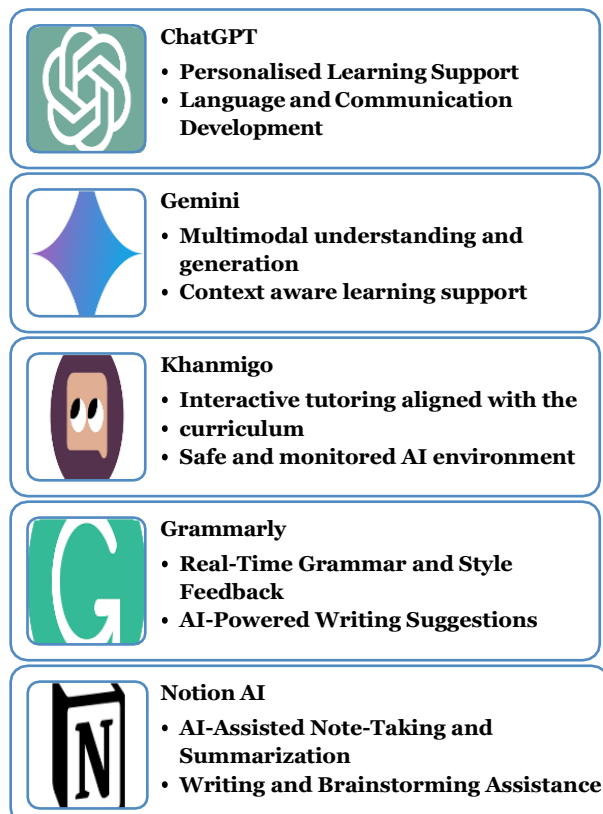 ChatGPT
• Personalised Learning Support
• Language and Communication
Development
Gemini
• Multimodal understanding and
generation
• Context aware learning support
Khanmigo
• Interactive tutoring aligned with the
• curriculum
• Safe and monitored AI environment
G
Grammarly
• Real-Time Grammar and Style
Feedback
• AI-Powered Writing Suggestions
N
Notion AI
• AI-Assisted Note-Taking and
Summarization
• Writing and Brainstorming Assistance